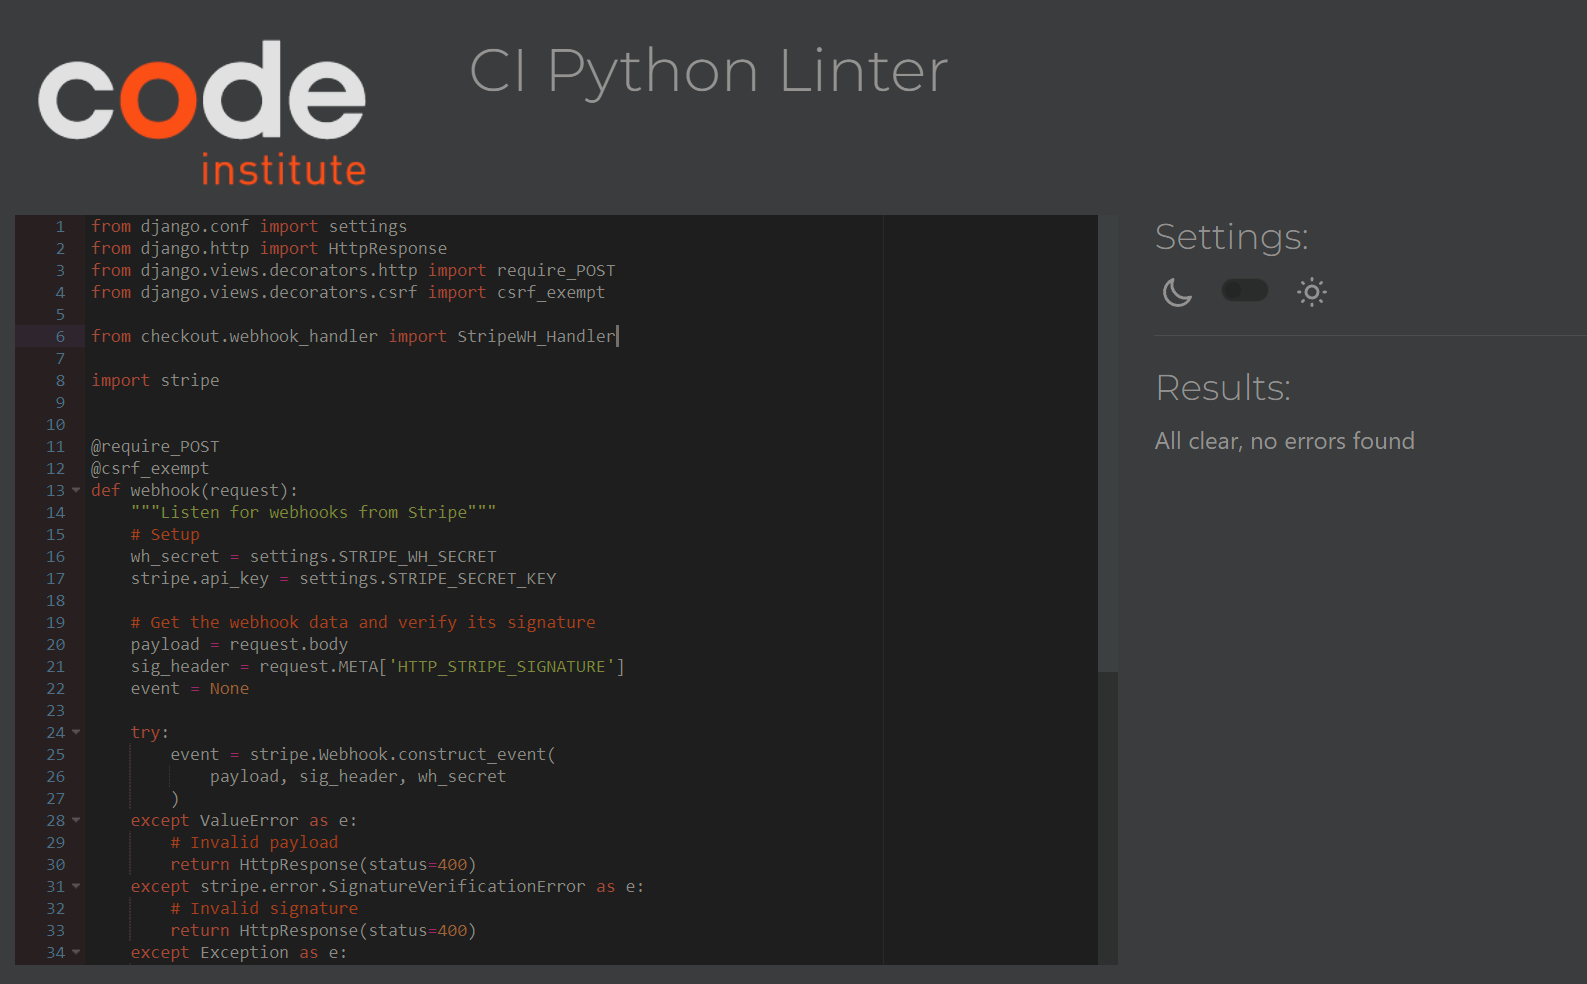 code
institute
CI Python Linter
1 from django.conf import settings
2 from django.http import HttpResponse
3 from django.views.decorators.http import require_POST
4 from django.views.decorators.csrf import csrf_exempt
5
6 from checkout.webhook_handler import StripeWH_Handler
7
8 import stripe
9
10
11 @require_POST
12 @csrf_exempt
13 def webhook(request):
14     """Listen for webhooks from Stripe"""
15     # Setup
16     wh_secret = settings.STRIPE_WH_SECRET
17     stripe.api_key = settings.STRIPE_SECRET_KEY
18
19     # Get the webhook data and verify its signature
20     payload = request.body
21     sig_header = request.META['HTTP_STRIPE_SIGNATURE']
22     event = None
23
24     try:
25         event = stripe.Webhook.construct_event(
26             payload, sig_header, wh_secret
27         )
28     except ValueError as e:
29         # Invalid payload
30         return HttpResponse(status=400)
31     except stripe.error.SignatureVerificationError as e:
32         # Invalid signature
33         return HttpResponse(status=400)
34     except Exception as e:
Settings:
Results:
All clear, no errors found